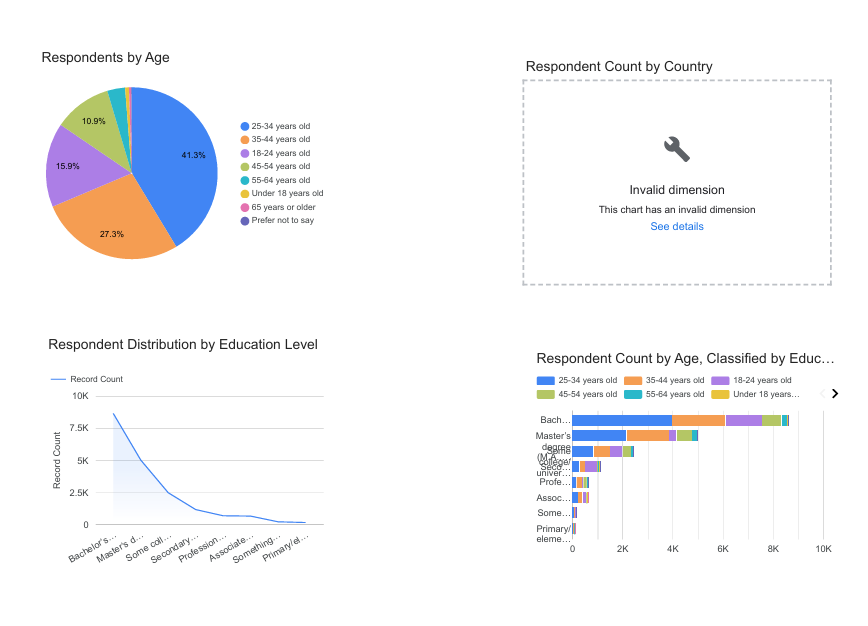 Respondents by Age
41.3%
27.3%
15.9%
10.9%
25-34 years old
35-44 years old
18-24 years old
45-54 years old
55-64 years old
Under 18 years old
65 years or older
Prefer not to say
Respondent Count by Country
Invalid dimension
This chart has an invalid dimension
See details
Respondent Distribution by Education Level
Record Count
Record Count
10K
7.5K
5K
2.5K
0
Bachelor's…
Master's d…
Some coll…
Secondary…
Profession…
Associate…
Something…
Primary/el…
Respondent Count by Age, Classified by Educ…
25-34 years old
35-44 years old
18-24 years old
45-54 years old
55-64 years old
Under 18 years…
Bach…
Master's
degree
(M.A.…
Some
college/
univer…
Seco…
Profe…
Assoc…
Some…
Primary/
eleme…
0
2K
4K
6K
8K
10K